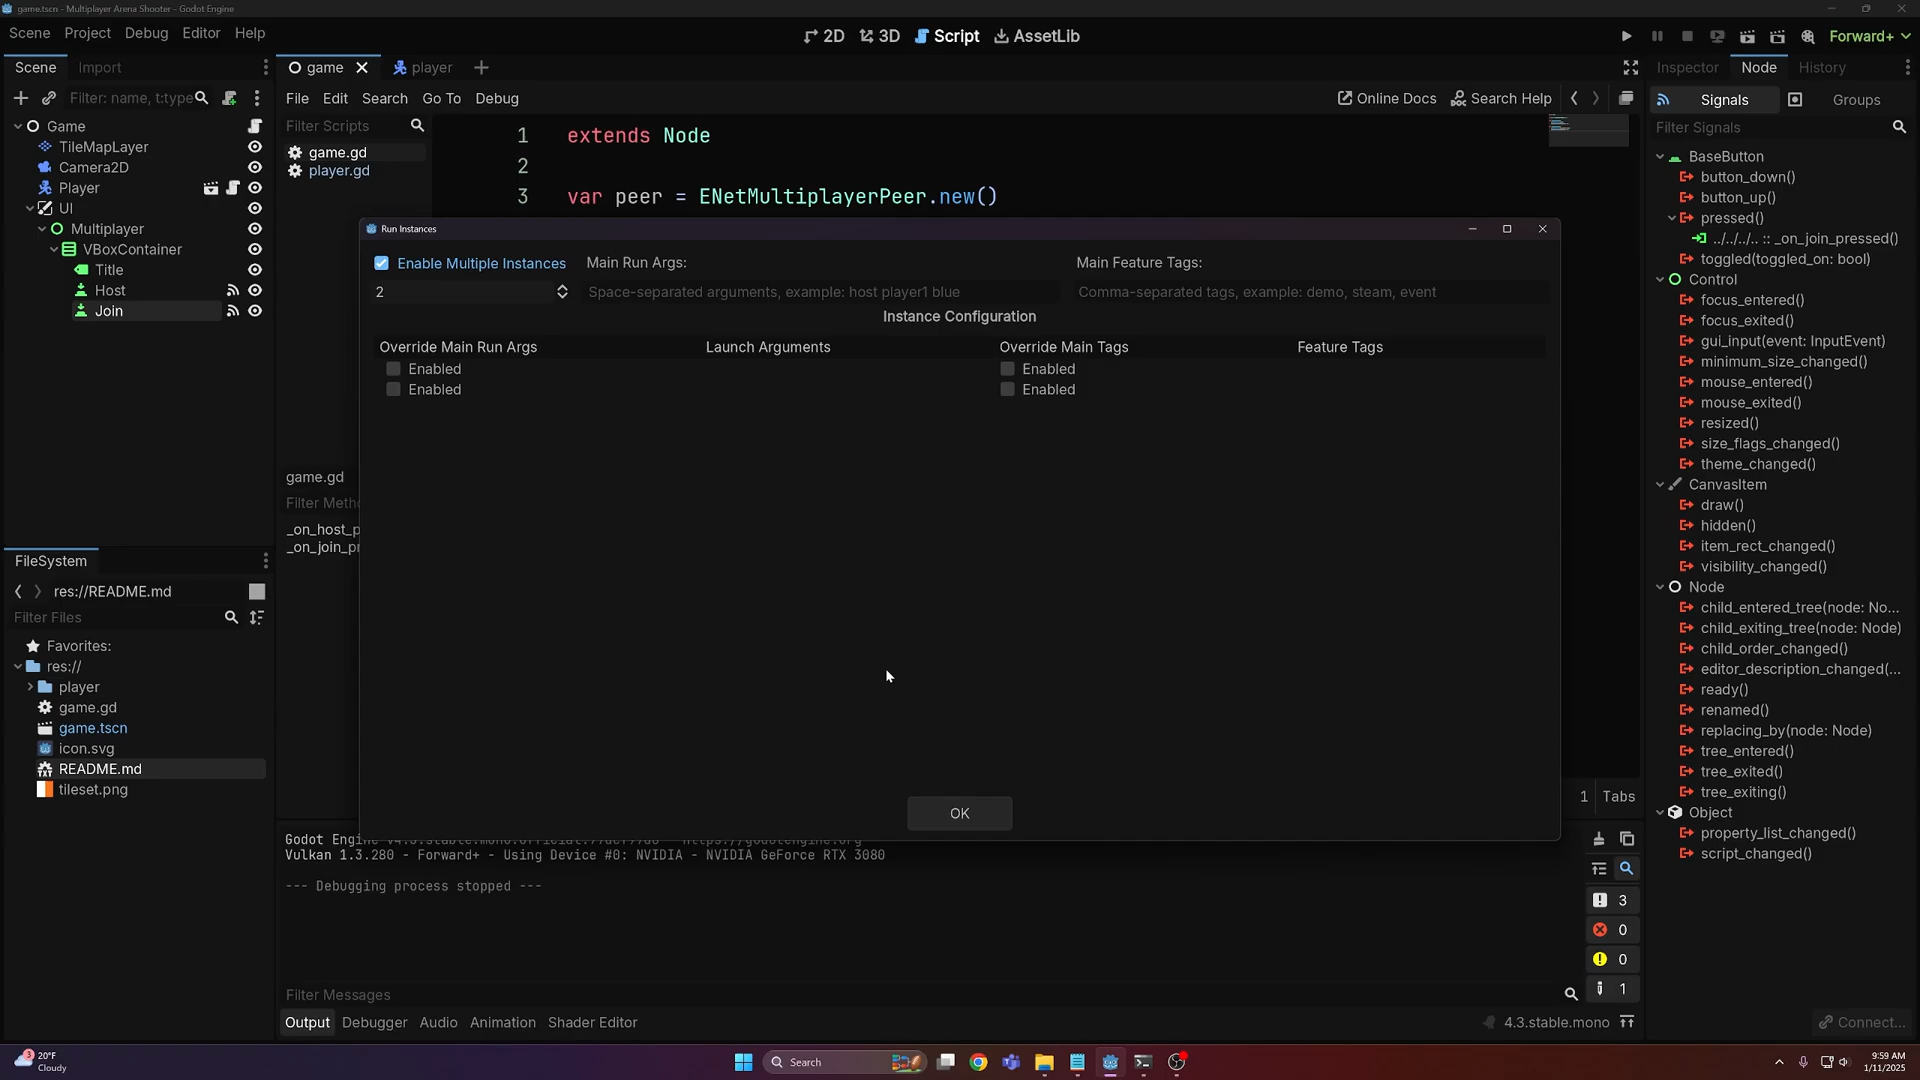 game.tscn - Multiplayer Arena Shooter - Godot Engine
Scene Project Debug Editor Help
2D 3D Script AssetLib
Forward+
Scene Import
game player
Inspector Node History
Filter: name, t:type
File Edit Search Go To Debug
Online Docs Search Help
Signals Groups
Game
TileMapLayer
Camera2D
Player
UI
Multiplayer
VBoxContainer
Title
Host
Join
Filter Scripts
game.gd
player.gd
1 extends Node
2
3 var peer = ENetMultiplayerPeer.new()
Run Instances
Enable Multiple Instances
2
Main Run Args:
Space-separated arguments, example: host player1 blue
Main Feature Tags:
Comma-separated tags, example: demo, steam, event
Instance Configuration
Override Main Run Args Launch Arguments Override Main Tags Feature Tags
Enabled Enabled
Enabled Enabled
OK
game.gd
Filter Metho
_on_host_p
_on_join_pr
1 Tabs
FileSystem
res://README.md
Filter Files
Favorites:
res://
player
game.gd
game.tscn
icon.svg
README.md
tileset.png
Godot Engine
Vulkan 1.3.280 - Forward+ - Using Device #0: NVIDIA - NVIDIA GeForce RTX 3080
--- Debugging process stopped ---
3
0
0
1
Filter Messages
Output Debugger Audio Animation Shader Editor
4.3.stable.mono
Filter Signals
BaseButton
button_down()
button_up()
pressed()
../../../.. :: _on_join_pressed()
toggled(toggled_on: bool)
Control
focus_entered()
focus_exited()
gui_input(event: InputEvent)
minimum_size_changed()
mouse_entered()
mouse_exited()
resized()
size_flags_changed()
theme_changed()
CanvasItem
draw()
hidden()
item_rect_changed()
visibility_changed()
Node
child_entered_tree(node: No...
child_exiting_tree(node: Node)
child_order_changed()
editor_description_changed(...
ready()
renamed()
replacing_by(node: Node)
tree_entered()
tree_exited()
tree_exiting()
Object
property_list_changed()
script_changed()
Connect...
3
20°F
Cloudy
Search
9:59 AM
1/11/2025